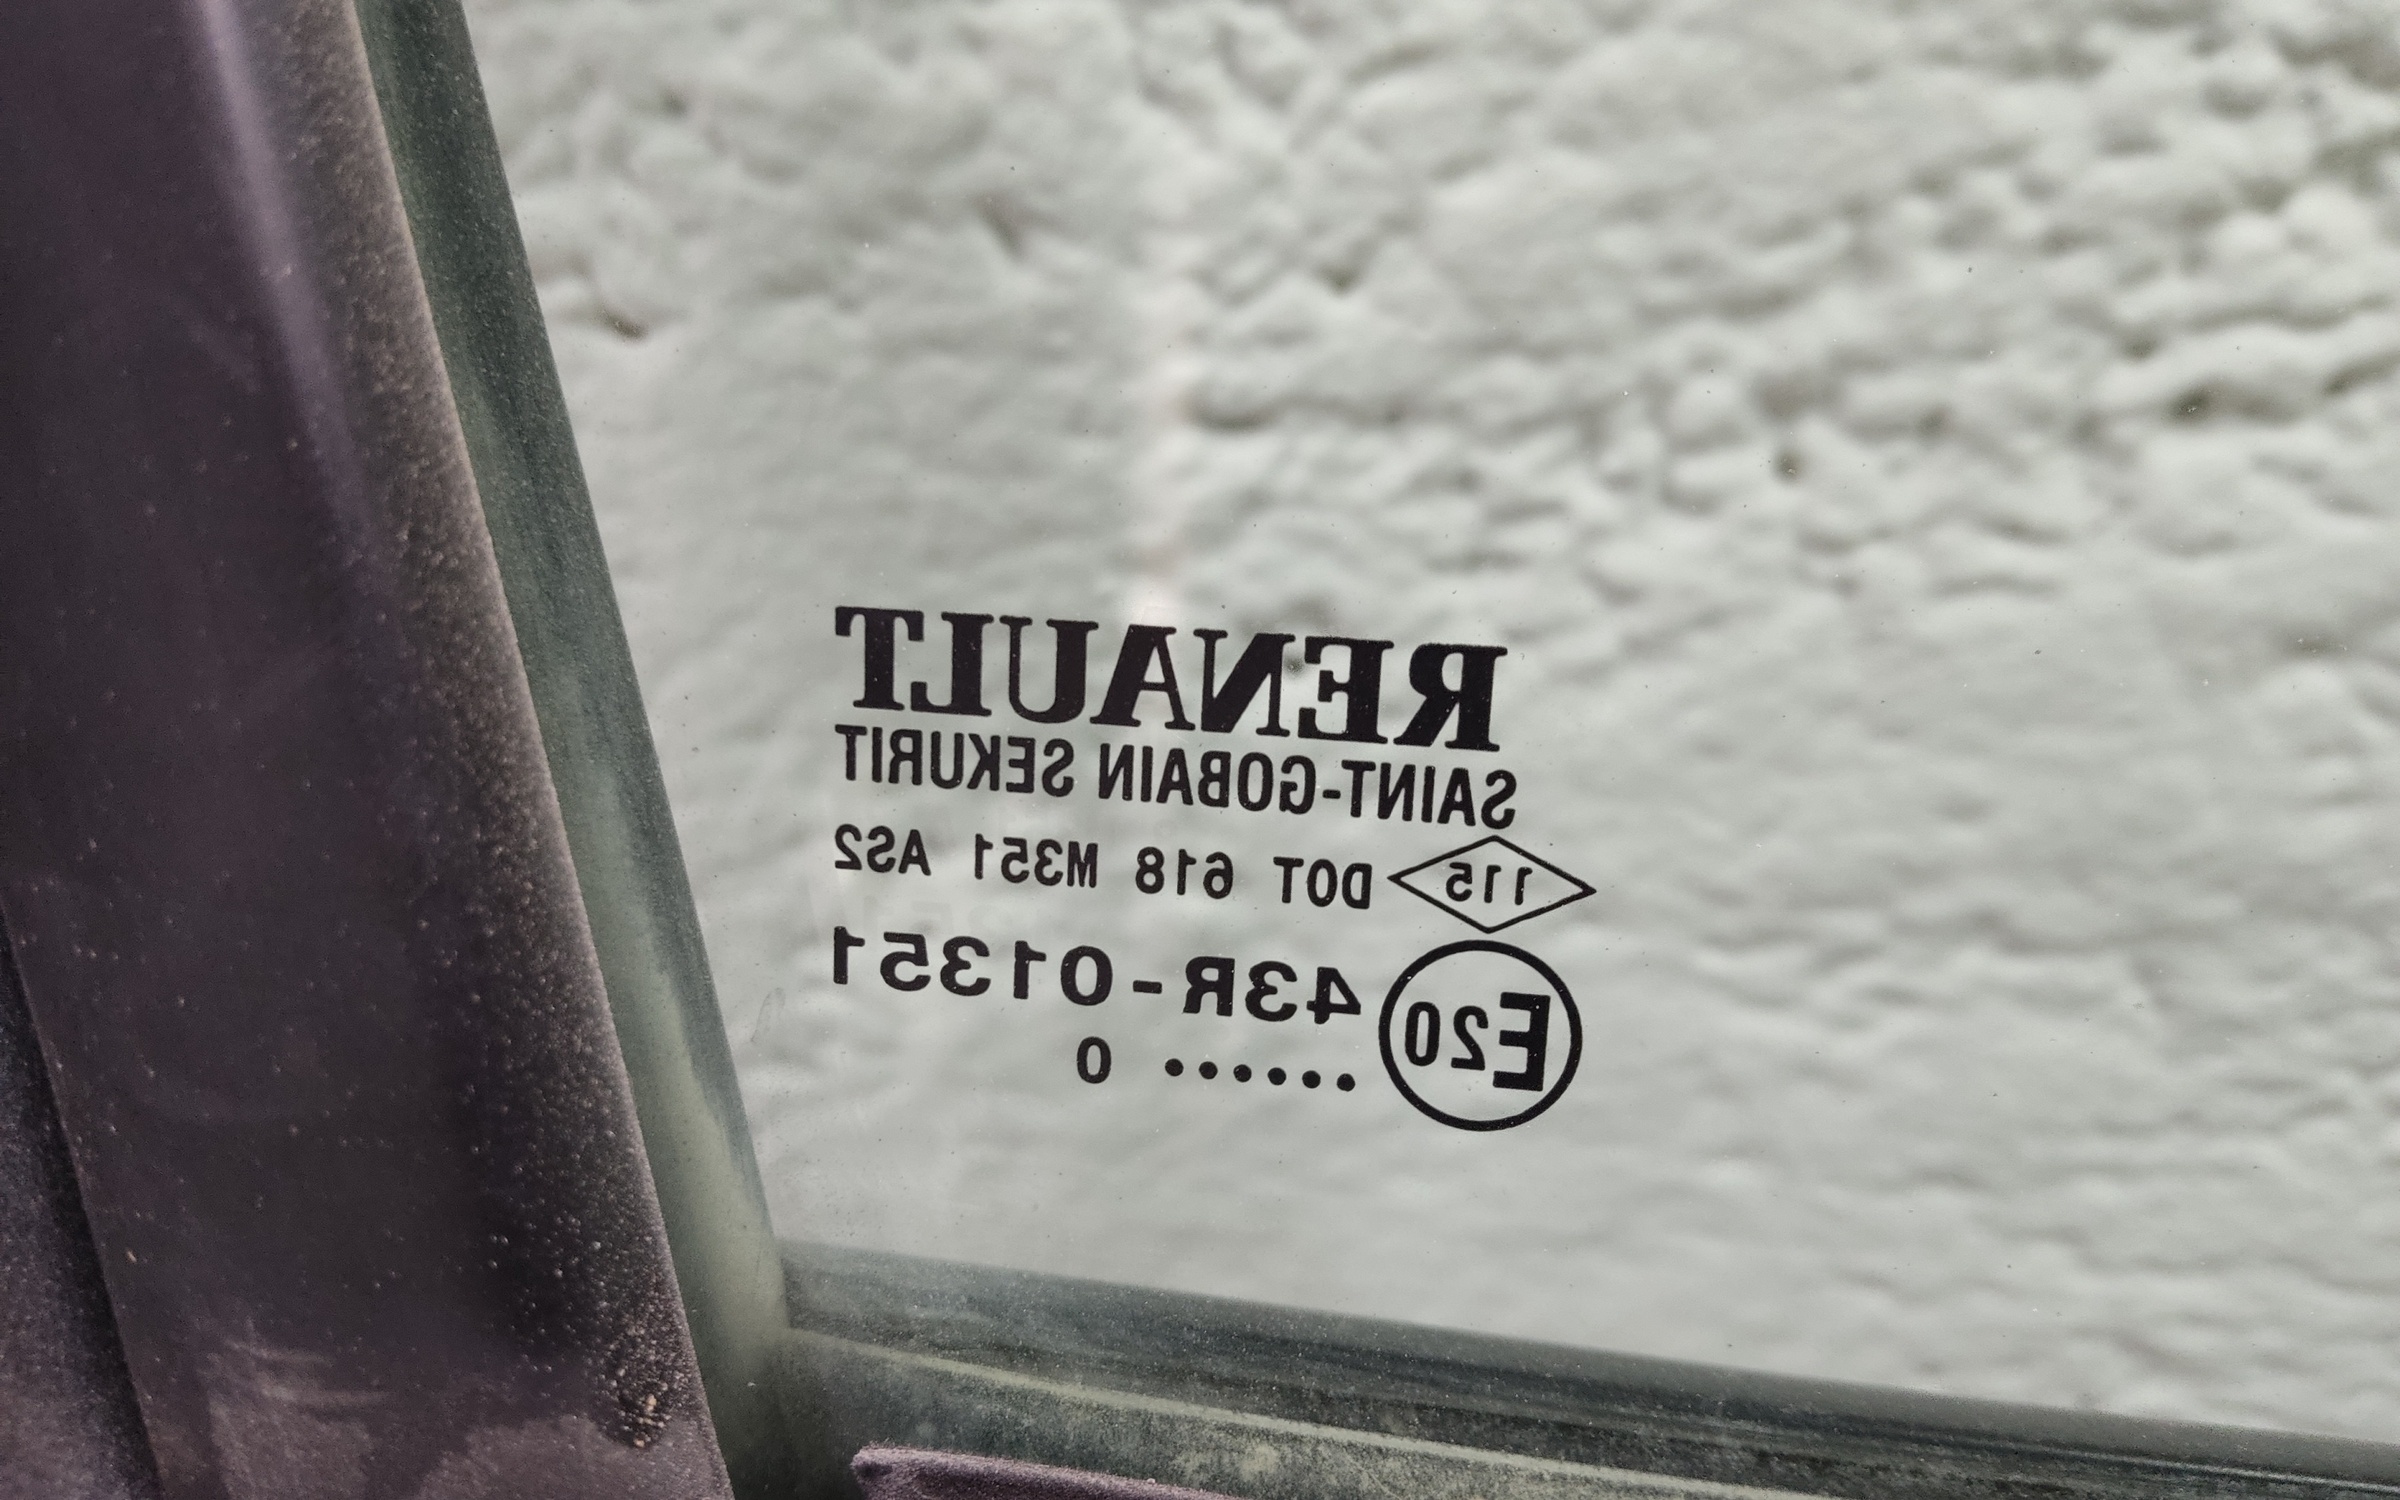 RENAULT
SAINT-GOBAIN SEKURIT
115 DOT 618 M351 AS2
E20 43R-01351
...... 0